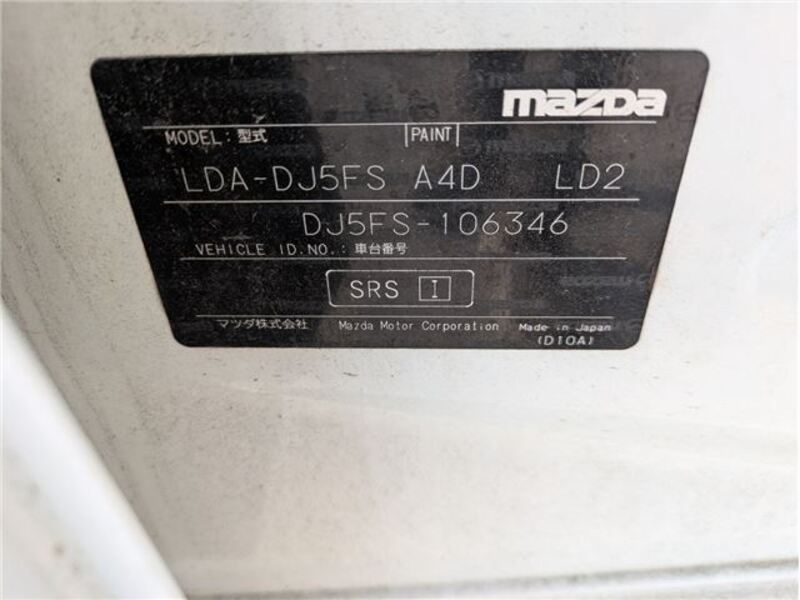 mazda
MODEL: 型式 PAINT
LDA-DJ5FS A4D LD2
DJ5FS-106346
VEHICLE ID.NO.: 車台番号
SRS I
マツダ株式会社 Mazda Motor Corporation Made in Japan
(D10A)